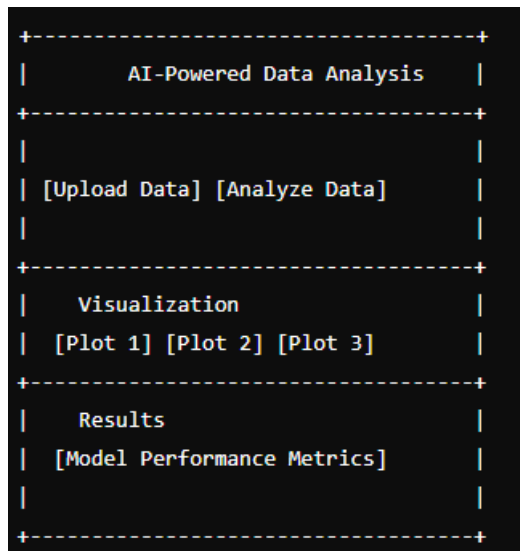 +------------------------------------+
|        AI-Powered Data Analysis    |
+------------------------------------+
|                                    |
| [Upload Data] [Analyze Data]       |
|                                    |
+------------------------------------+
|    Visualization                   |
|  [Plot 1] [Plot 2] [Plot 3]        |
+------------------------------------+
|    Results                         |
|  [Model Performance Metrics]       |
|                                    |
+------------------------------------+